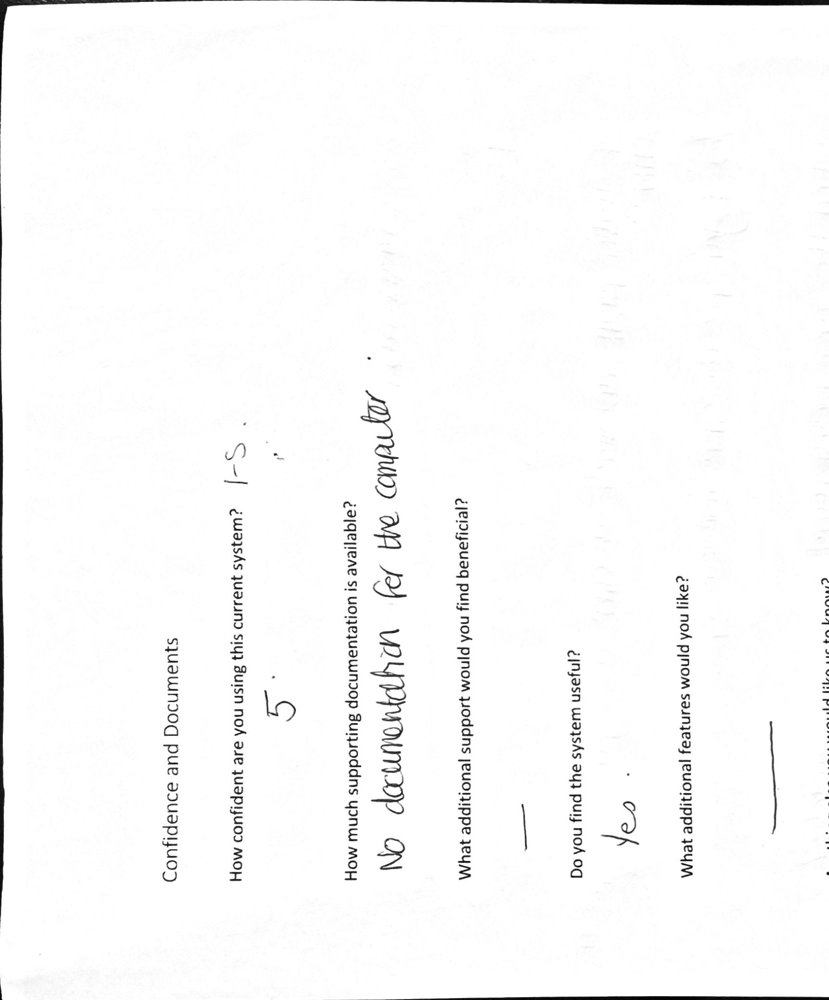 Confidence and Documents
How confident are you using this current system? 1-5.
5.
How much supporting documentation is available?
No documentation for the computer.
What additional support would you find beneficial?
—
Do you find the system useful?
Yes.
What additional features would you like?
—
you would like us to know?